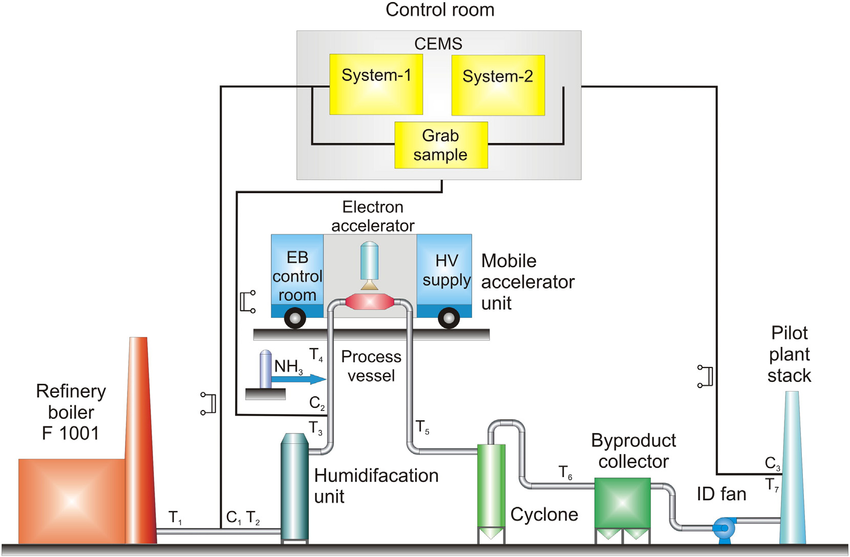 Control room
CEMS
System-1
System-2
Grab
sample
Electron
accelerator
EB
control
room
HV
supply
Mobile
accelerator
unit
T4
NH3
Process
vessel
C2
T3
T5
Refinery
boiler
F 1001
Pilot
plant
stack
Humidifacation
unit
Byproduct
collector
C3
T6
T7
ID fan
Cyclone
T1
C1 T2